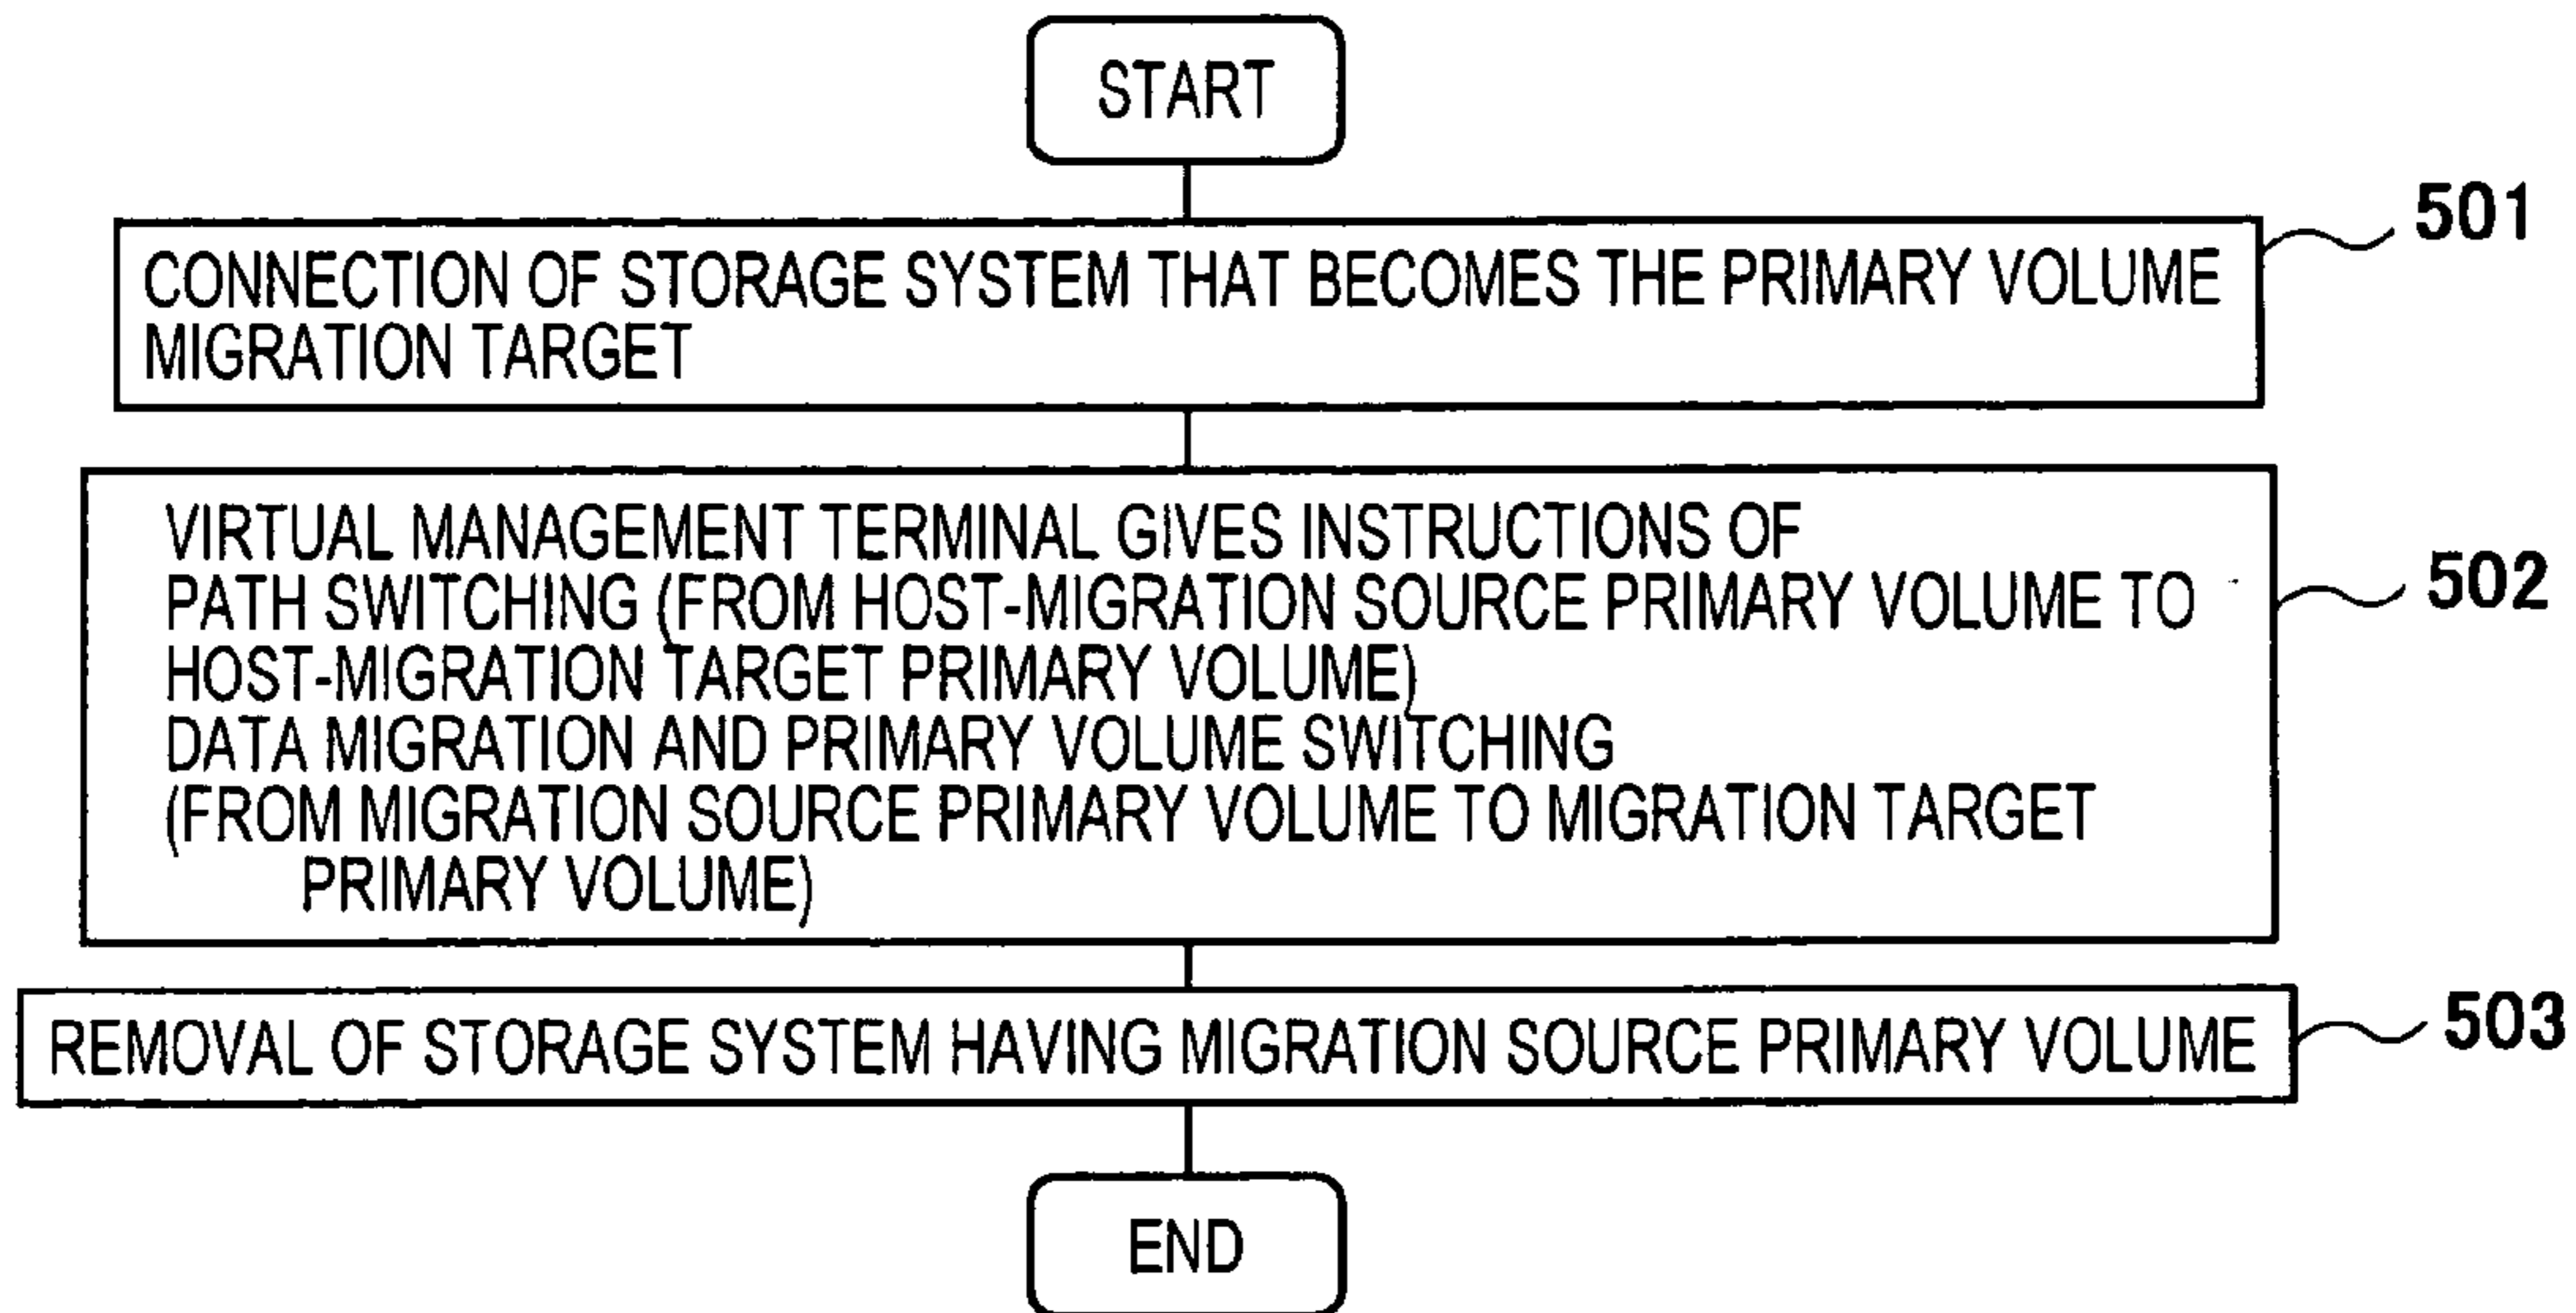 START
501
CONNECTION OF STORAGE SYSTEM THAT BECOMES THE PRIMARY VOLUME
MIGRATION TARGET
VIRTUAL MANAGEMENT TERMINAL GIVES INSTRUCTIONS OF
PATH SWITCHING (FROM HOST-MIGRATION SOURCE PRIMARY VOLUME TO
502
HOST-MIGRATION TARGET PRIMARY VOLUME)
DATA MIGRATION AND PRIMARY VOLUME SWITCHING
(FROM MIGRATION SOURCE PRIMARY VOLUME TO MIGRATION TARGET
PRIMARY VOLUME)
REMOVAL OF STORAGE SYSTEM HAVING MIGRATION SOURCE PRIMARY VOLUME
503
END